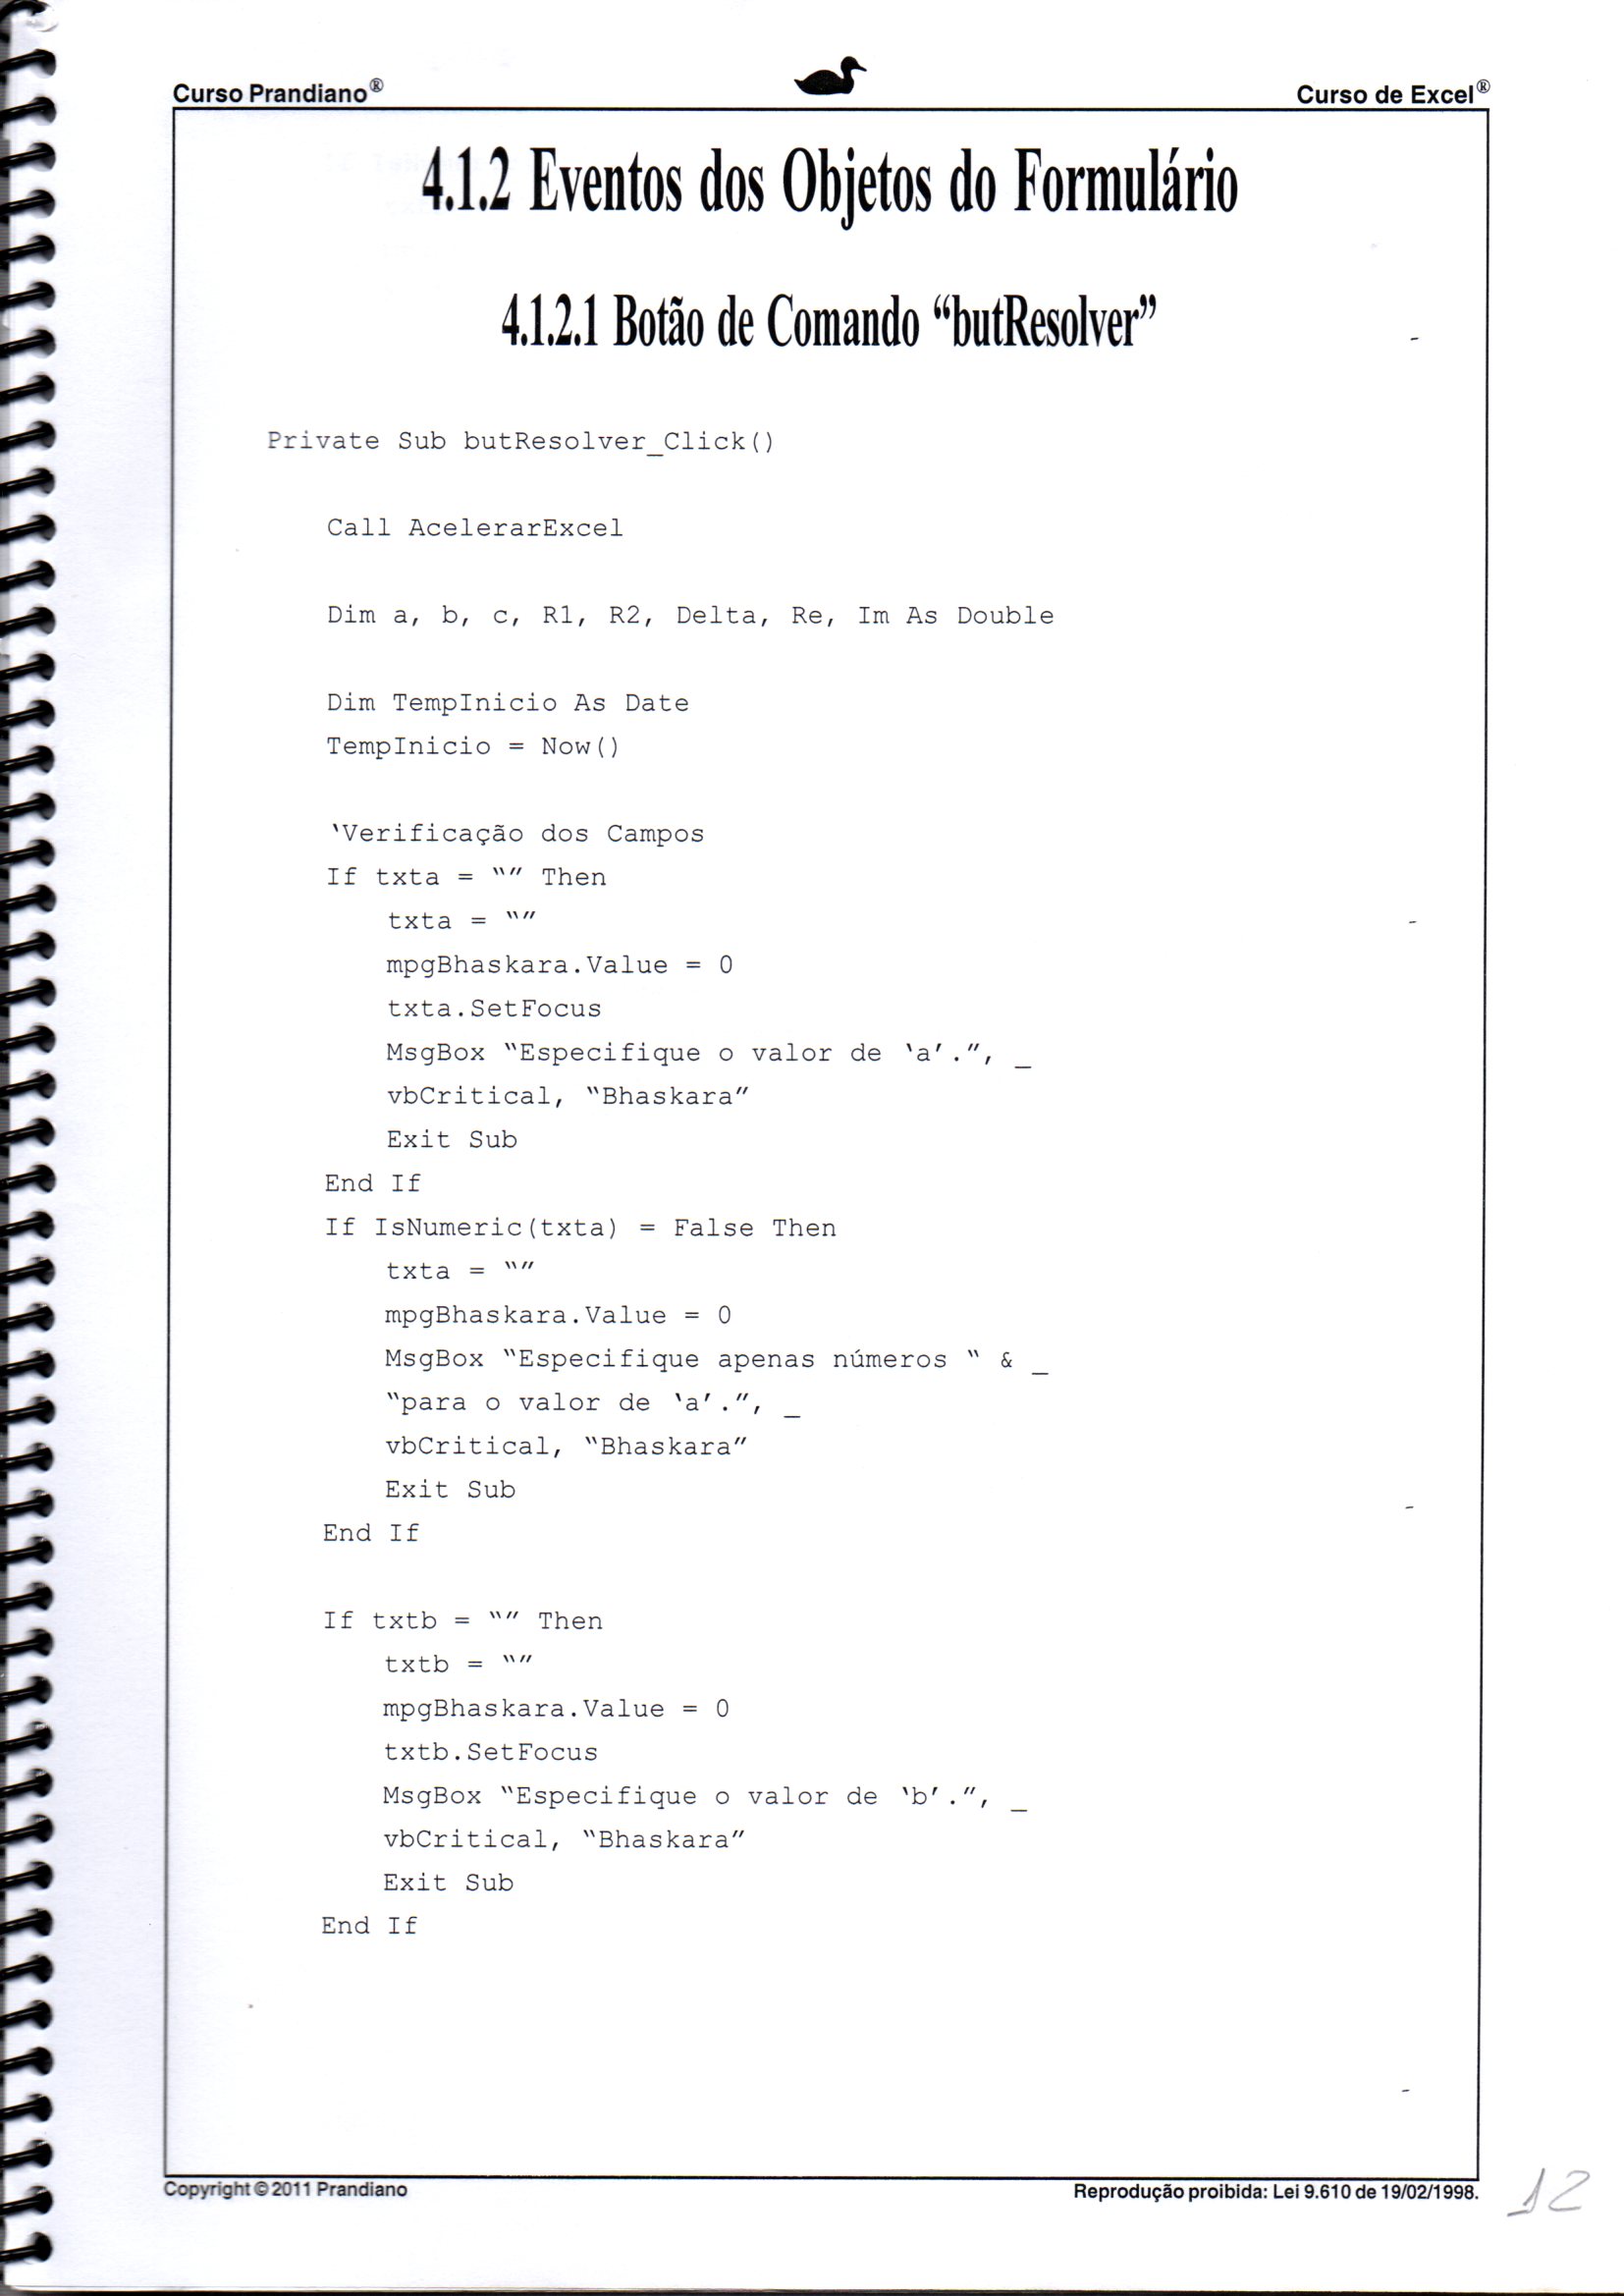 Curso Prandiano®
Curso de Excel®
4.1.2 Eventos dos Objetos do Formulário
4.1.2.1 Botão de Comando “butResolver”
Private Sub butResolver_Click()
Call AcelerarExcel
Dim a, b, c, R1, R2, Delta, Re, Im As Double
Dim TempInicio As Date
TempInicio = Now()
‘Verificação dos Campos
If txta = “” Then
txta = “”
mpgBhaskara.Value = 0
txta.SetFocus
MsgBox “Especifique o valor de ‘a’.”, _
vbCritical, “Bhaskara”
Exit Sub
End If
If IsNumeric(txta) = False Then
txta = “”
mpgBhaskara.Value = 0
MsgBox “Especifique apenas números “ & _
“para o valor de ‘a’.”, _
vbCritical, “Bhaskara”
Exit Sub
End If
If txtb = “” Then
txtb = “”
mpgBhaskara.Value = 0
txtb.SetFocus
MsgBox “Especifique o valor de ‘b’.”, _
vbCritical, “Bhaskara”
Exit Sub
End If
Copyright © 2011 Prandiano
Reprodução proibida: Lei 9.610 de 19/02/1998.
12